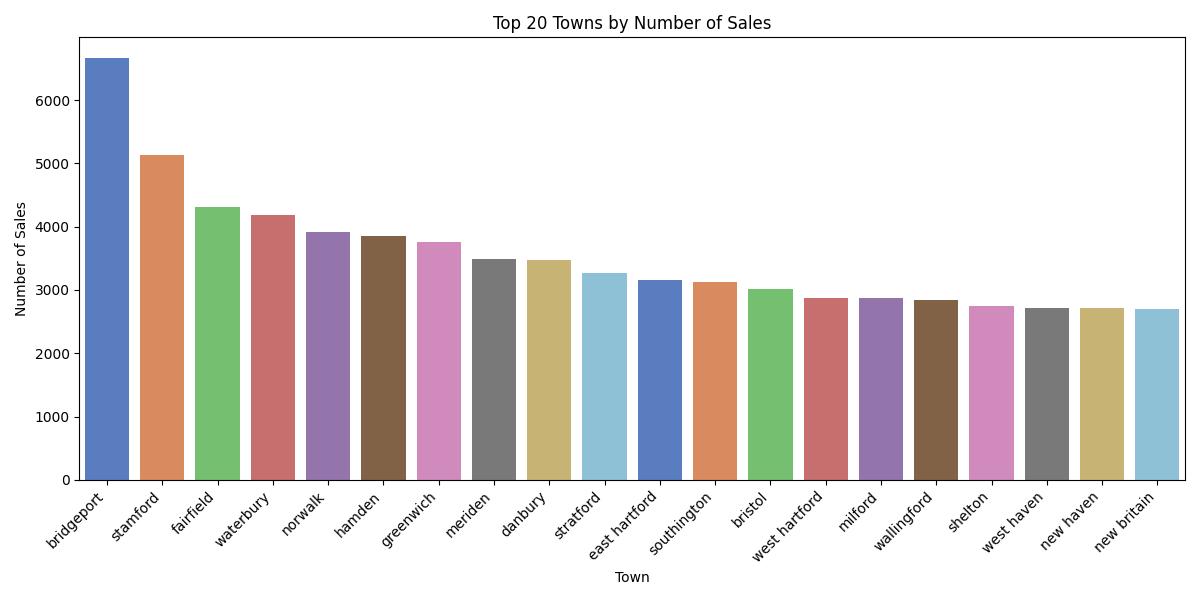 Top 20 Towns by Number of Sales
Number of Sales
6000
5000
4000
3000
2000
1000
0
bridgeport
stamford
fairfield
waterbury
norwalk
hamden
greenwich
meriden
danbury
stratford
east hartford
southington
bristol
west hartford
milford
wallingford
shelton
west haven
new haven
new britain
Town